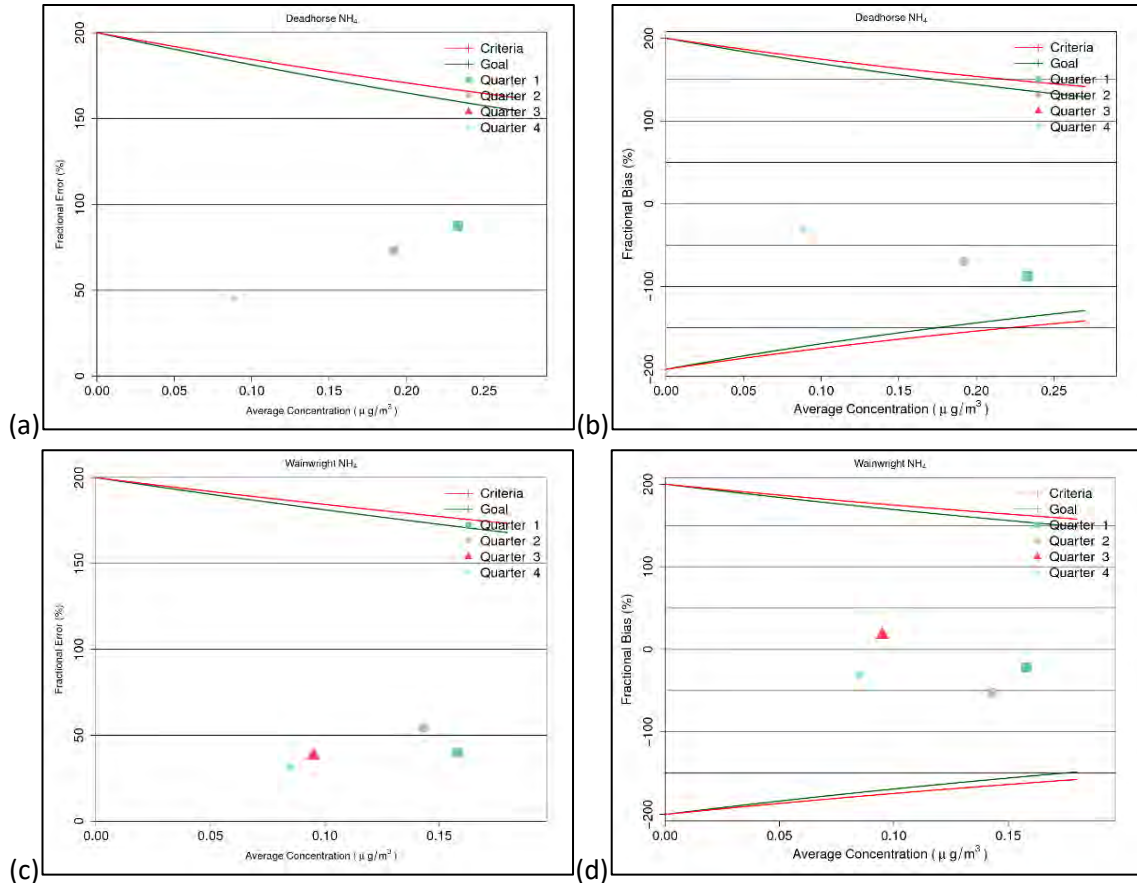 Deadhorse NH₄
Criteria
Goal
Quarter 1
Quarter 2
Quarter 3
Quarter 4
200
150
100
50
0
Fractional Error (%)
0.00 0.05 0.10 0.15 0.20 0.25
Average Concentration ( μ g/m³ )
(a)
Deadhorse NH₄
Criteria
Goal
Quarter 1
Quarter 2
Quarter 3
Quarter 4
200
100
0
−100
−200
Fractional Bias (%)
0.00 0.05 0.10 0.15 0.20 0.25
Average Concentration ( μ g/m³ )
(b)
Wainwright NH₄
Criteria
Goal
Quarter 1
Quarter 2
Quarter 3
Quarter 4
200
150
100
50
0
Fractional Error (%)
0.00 0.05 0.10 0.15
Average Concentration ( μ g/m³ )
(c)
Wainwright NH₄
Criteria
Goal
Quarter 1
Quarter 2
Quarter 3
Quarter 4
200
100
0
−100
−200
Fractional Bias (%)
0.00 0.05 0.10 0.15
Average Concentration ( μ g/m³ )
(d)